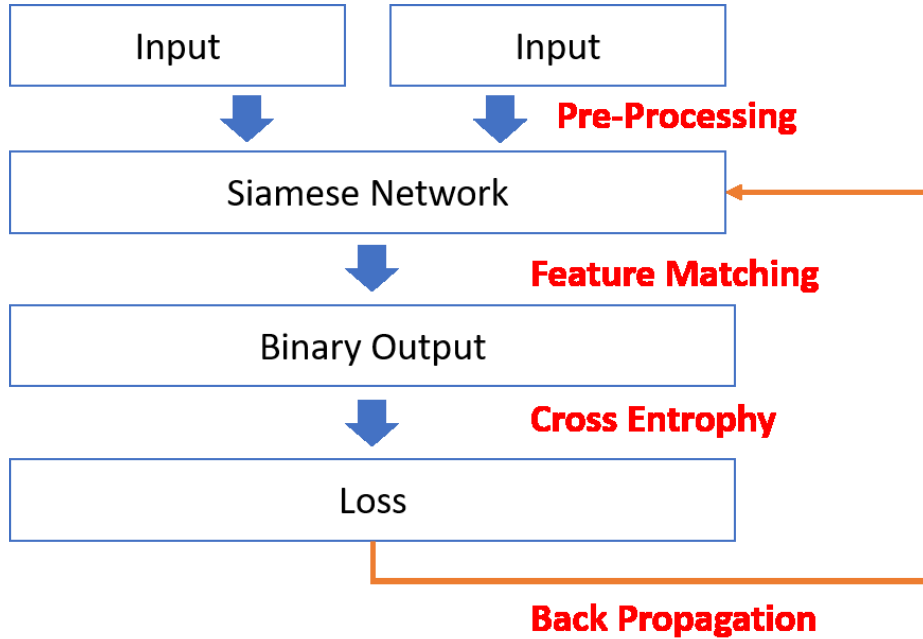 Input
Input
Pre-Processing
Siamese Network
Feature Matching
Binary Output
Cross Entrophy
Loss
Back Propagation